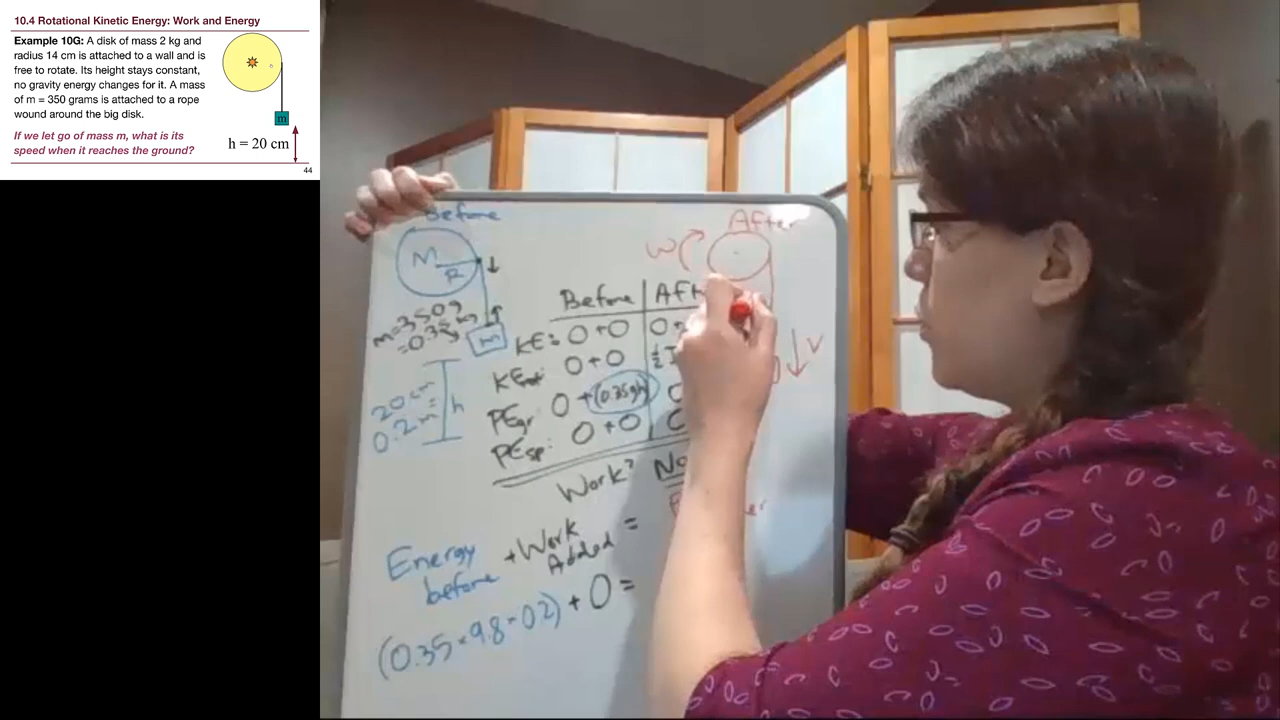 10.4 Rotational Kinetic Energy: Work and Energy
Example 10G: A disk of mass 2 kg and
radius 14 cm is attached to a wall and is
free to rotate. Its height stays constant,
no gravity energy changes for it. A mass
of m = 350 grams is attached to a rope
wound around the big disk.
m
If we let go of mass m, what is its
speed when it reaches the ground?
h = 20 cm
44
Before
M
R
m=350g
=0.35kg
m
20cm
0.2m=
h
After
ω
v
Before
KE: 0+0
KErot: 0+0
PEgr: 0+(0.35gh)
PEsp: 0+0
Work? No
Energy
before
+Work
Added
=
(0.35×9.8·0.2) + 0 =